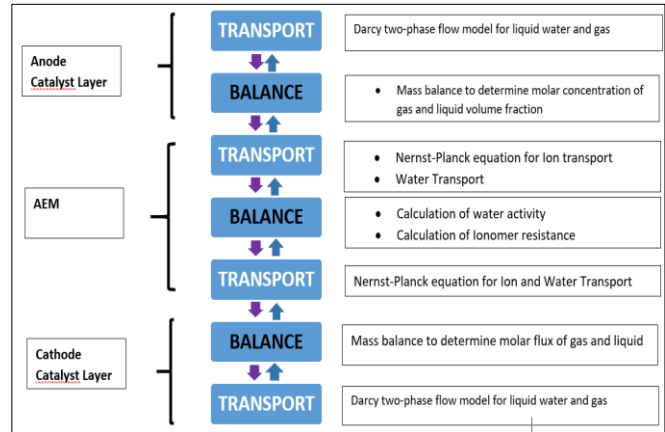 TRANSPORT
Darcy two-phase flow model for liquid water and gas
Anode
Catalyst Layer
BALANCE
• Mass balance to determine molar concentration of
gas and liquid volume fraction
TRANSPORT
• Nernst-Planck equation for Ion transport
• Water Transport
AEM
BALANCE
• Calculation of water activity
• Calculation of Ionomer resistance
TRANSPORT
Nernst-Planck equation for Ion and Water Transport
Cathode
Catalyst Layer
BALANCE
Mass balance to determine molar flux of gas and liquid
TRANSPORT
Darcy two-phase flow model for liquid water and gas